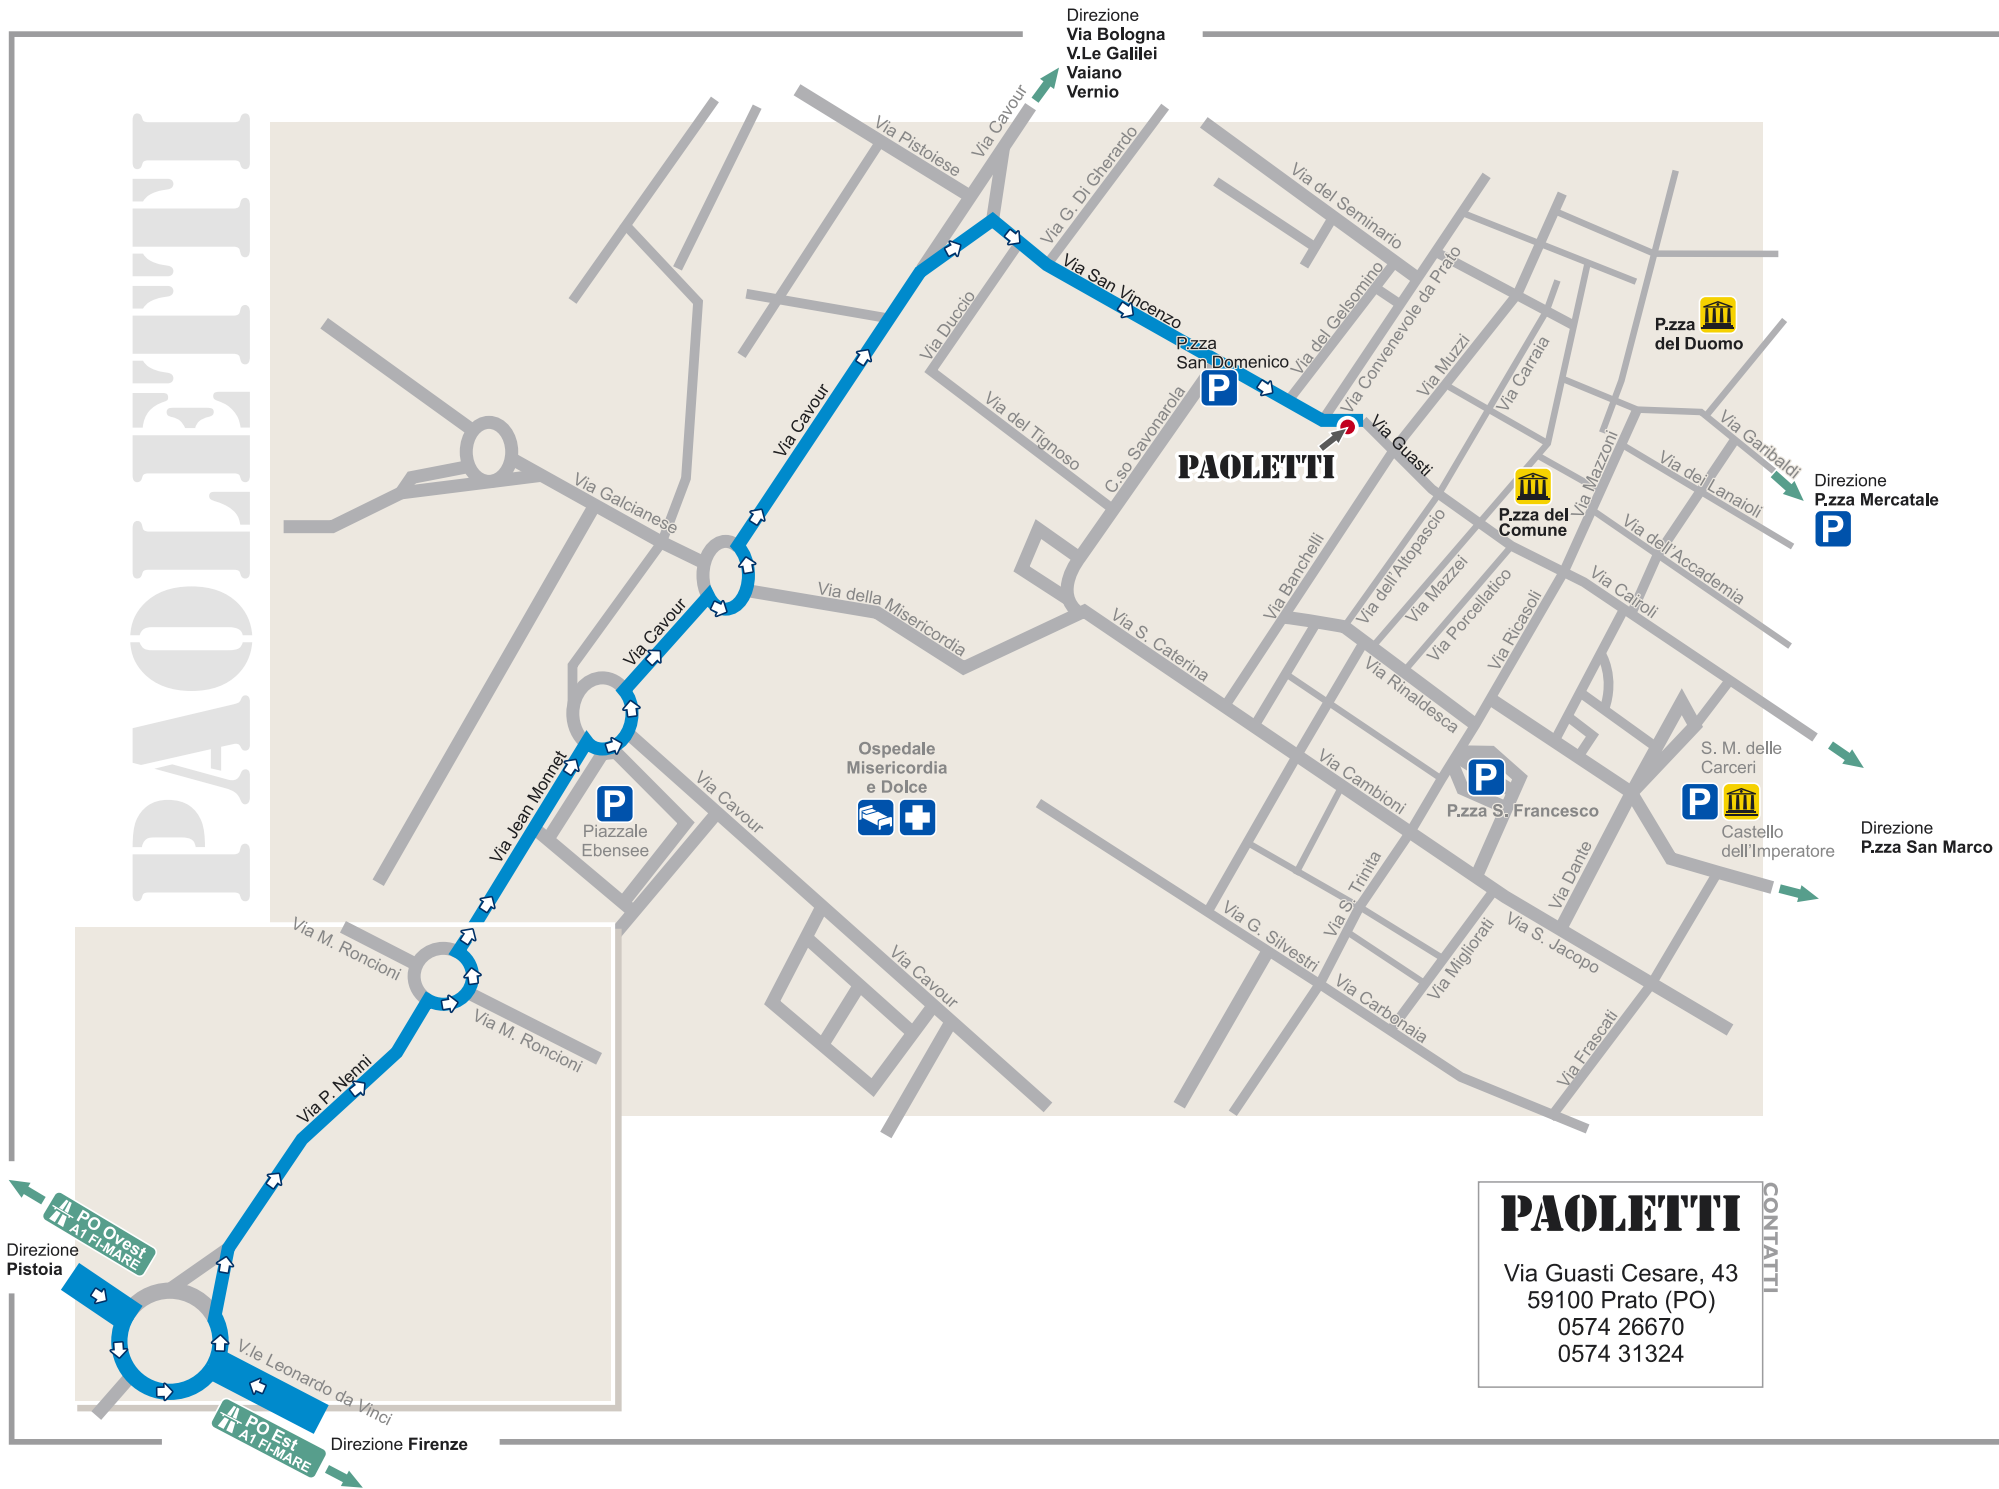 Direzione
Via Bologna
V.Le Galilei
Vaiano
Vernio
PAOLETTI
Via Pistoiese
Via Cavour
Via G. Di Gherardo
Via del Seminario
Via San Vincenzo
Via Duccio
P.zza
San Domenico
P
Via del Gelsomino
Via Convenevole da Prato
Via Muzzi
Via Carraia
P.zza
del Duomo
Via Cavour
Via del Tignoso
C.so Savonarola
PAOLETTI
Via Guasti
Via Mazzoni
Via Garibaldi
Via dei Lanaioli
Direzione
P.zza Mercatale
P
P.zza del
Comune
Via Galcianese
Via Banchelli
Via dell'Altopascio
Via Mazzei
Via Porcellatico
Via Ricasoli
Via dell'Accademia
Via Cairoli
Via Cavour
Via della Misericordia
Via S. Caterina
Via Rinaldesca
Via Jean Monnet
P
Piazzale
Ebensee
Via Cavour
Ospedale
Misericordia
e Dolce
Via Cambioni
P
P.zza S. Francesco
S. M. delle
Carceri
P
Castello
dell'Imperatore
Direzione
P.zza San Marco
Via Dante
Via S. Trinita
Via G. Silvestri
Via Migliorati
Via S. Jacopo
Via Carbonaia
Via Frascati
Via Cavour
Via M. Roncioni
Via M. Roncioni
Via P. Nenni
PO Ovest
A1 FI-MARE
Direzione
Pistoia
V.le Leonardo da Vinci
PO Est
A1 FI-MARE
Direzione Firenze
CONTATTI
PAOLETTI
Via Guasti Cesare, 43
59100 Prato (PO)
0574 26670
0574 31324